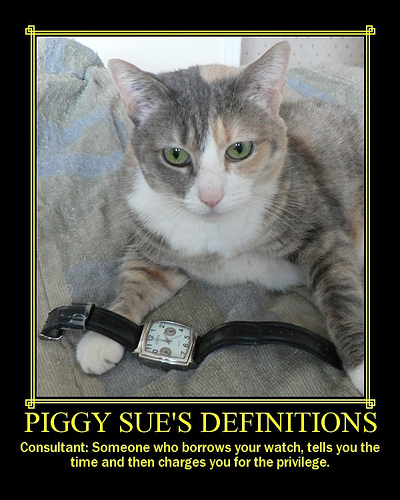 PIGGY SUE'S DEFINITIONS
Consultant: Someone who borrows your watch, tells you the
time and then charges you for the privilege.